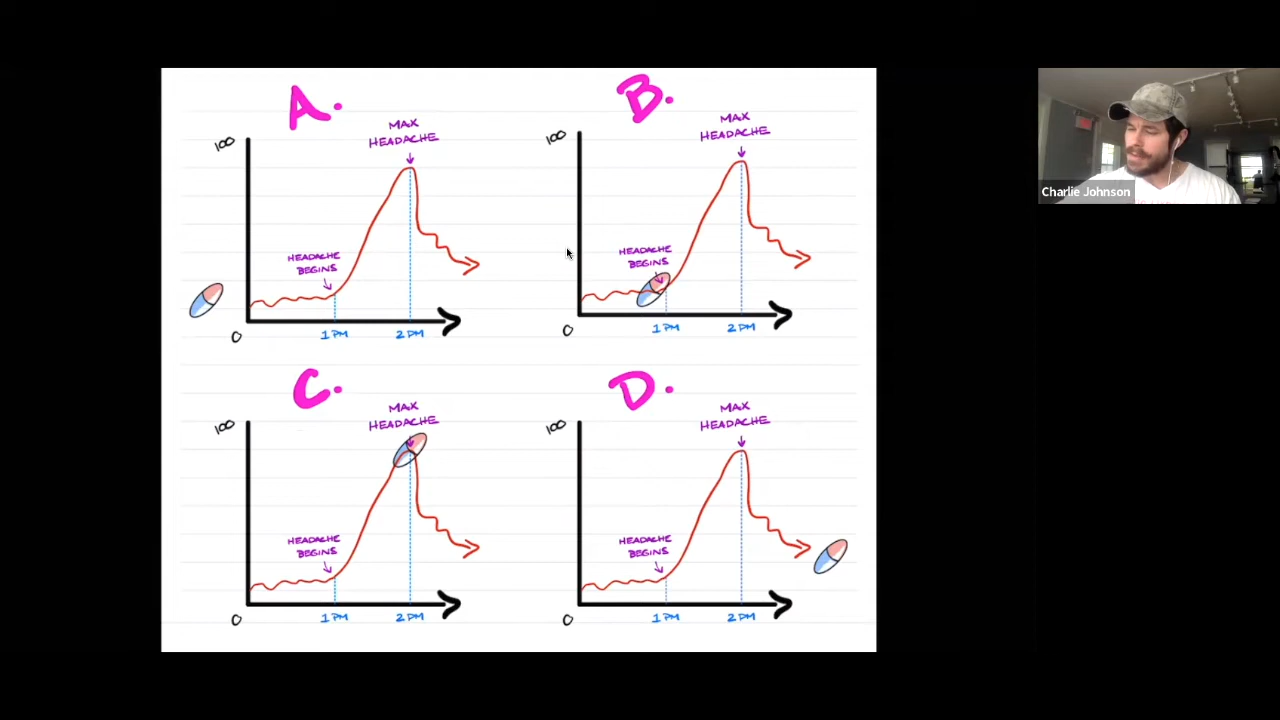 A.
MAX
HEADACHE
100
HEADACHE
BEGINS
0
1 PM
2 PM
B.
MAX
HEADACHE
100
HEADACHE
BEGINS
0
1 PM
2 PM
C.
MAX
HEADACHE
100
HEADACHE
BEGINS
0
1 PM
2 PM
D.
MAX
HEADACHE
100
HEADACHE
BEGINS
0
1 PM
2 PM
Charlie Johnson